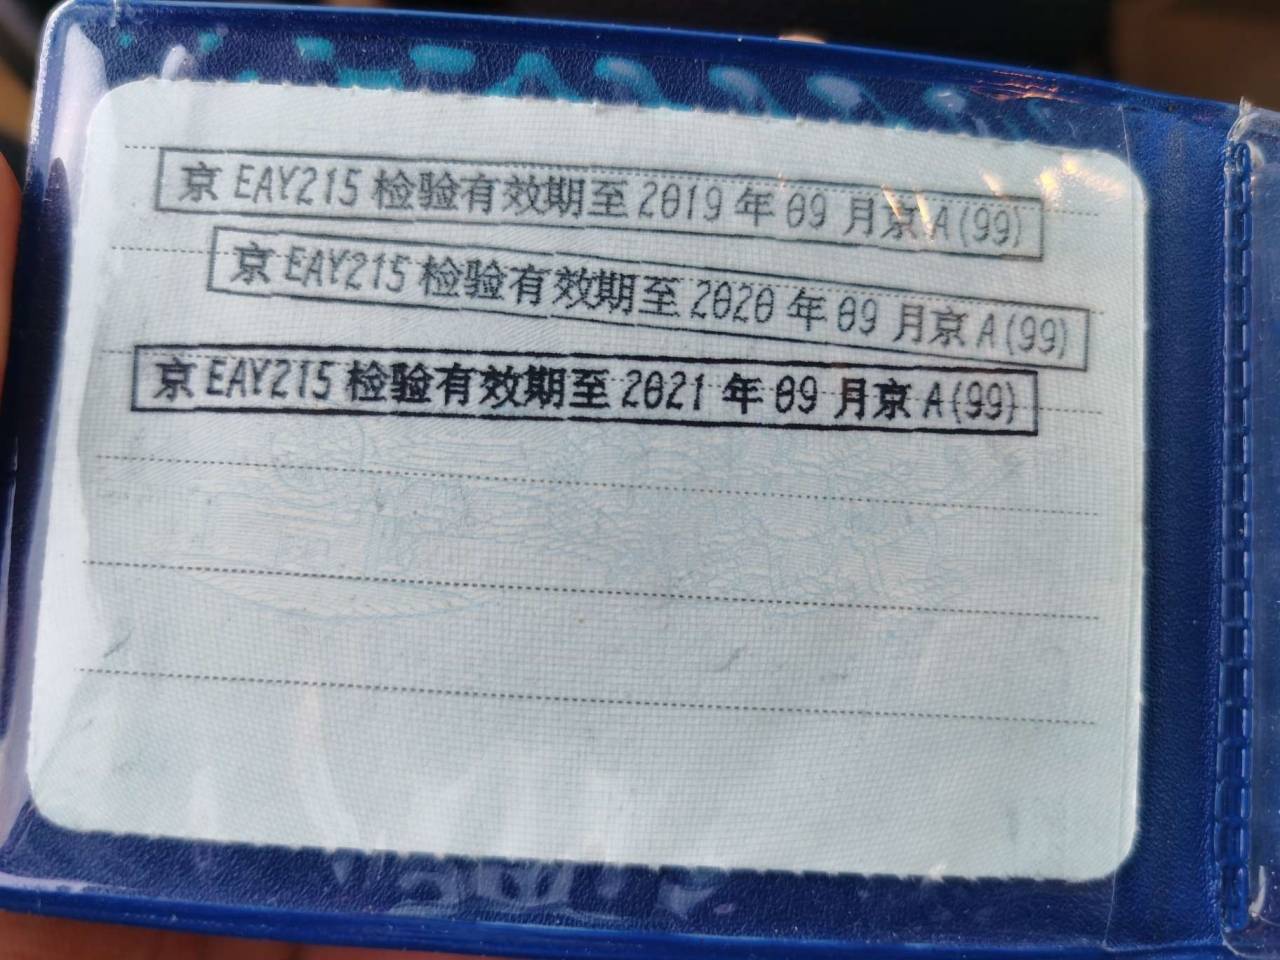 京 EAY215 检验有效期至 2019 年 09 月京 A(99)
京 EAY215 检验有效期至 2020 年 09 月京 A(99)
京 EAY215 检验有效期至 2021 年 09 月京 A(99)